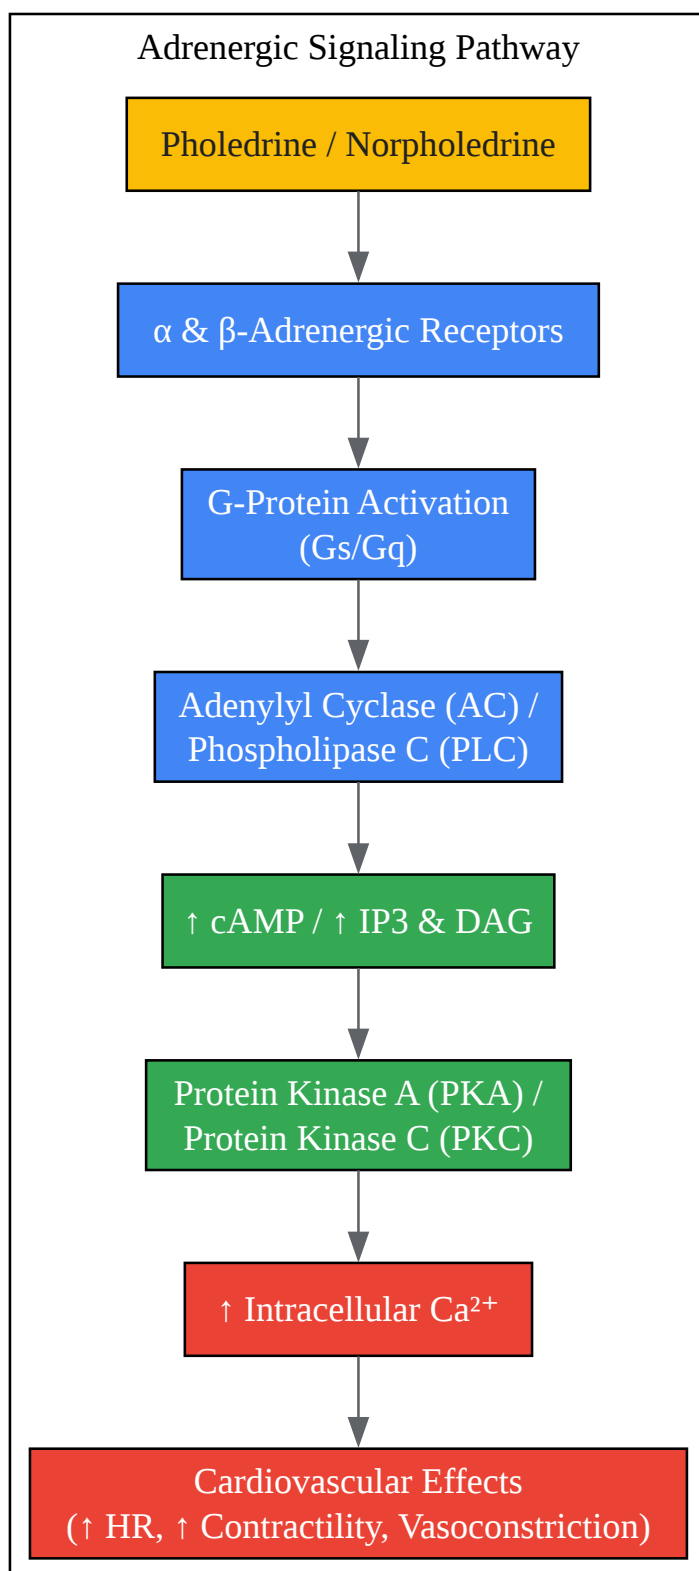 Adrenergic Signaling Pathway
Pholedrine / Norpholedrine
α & β-Adrenergic Receptors
G-Protein Activation
(Gs/Gq)
Adenylyl Cyclase (AC) /
Phospholipase C (PLC)
↑ cAMP / ↑ IP3 & DAG
Protein Kinase A (PKA) /
Protein Kinase C (PKC)
↑ Intracellular Ca²⁺
Cardiovascular Effects
(↑ HR, ↑ Contractility, Vasoconstriction)